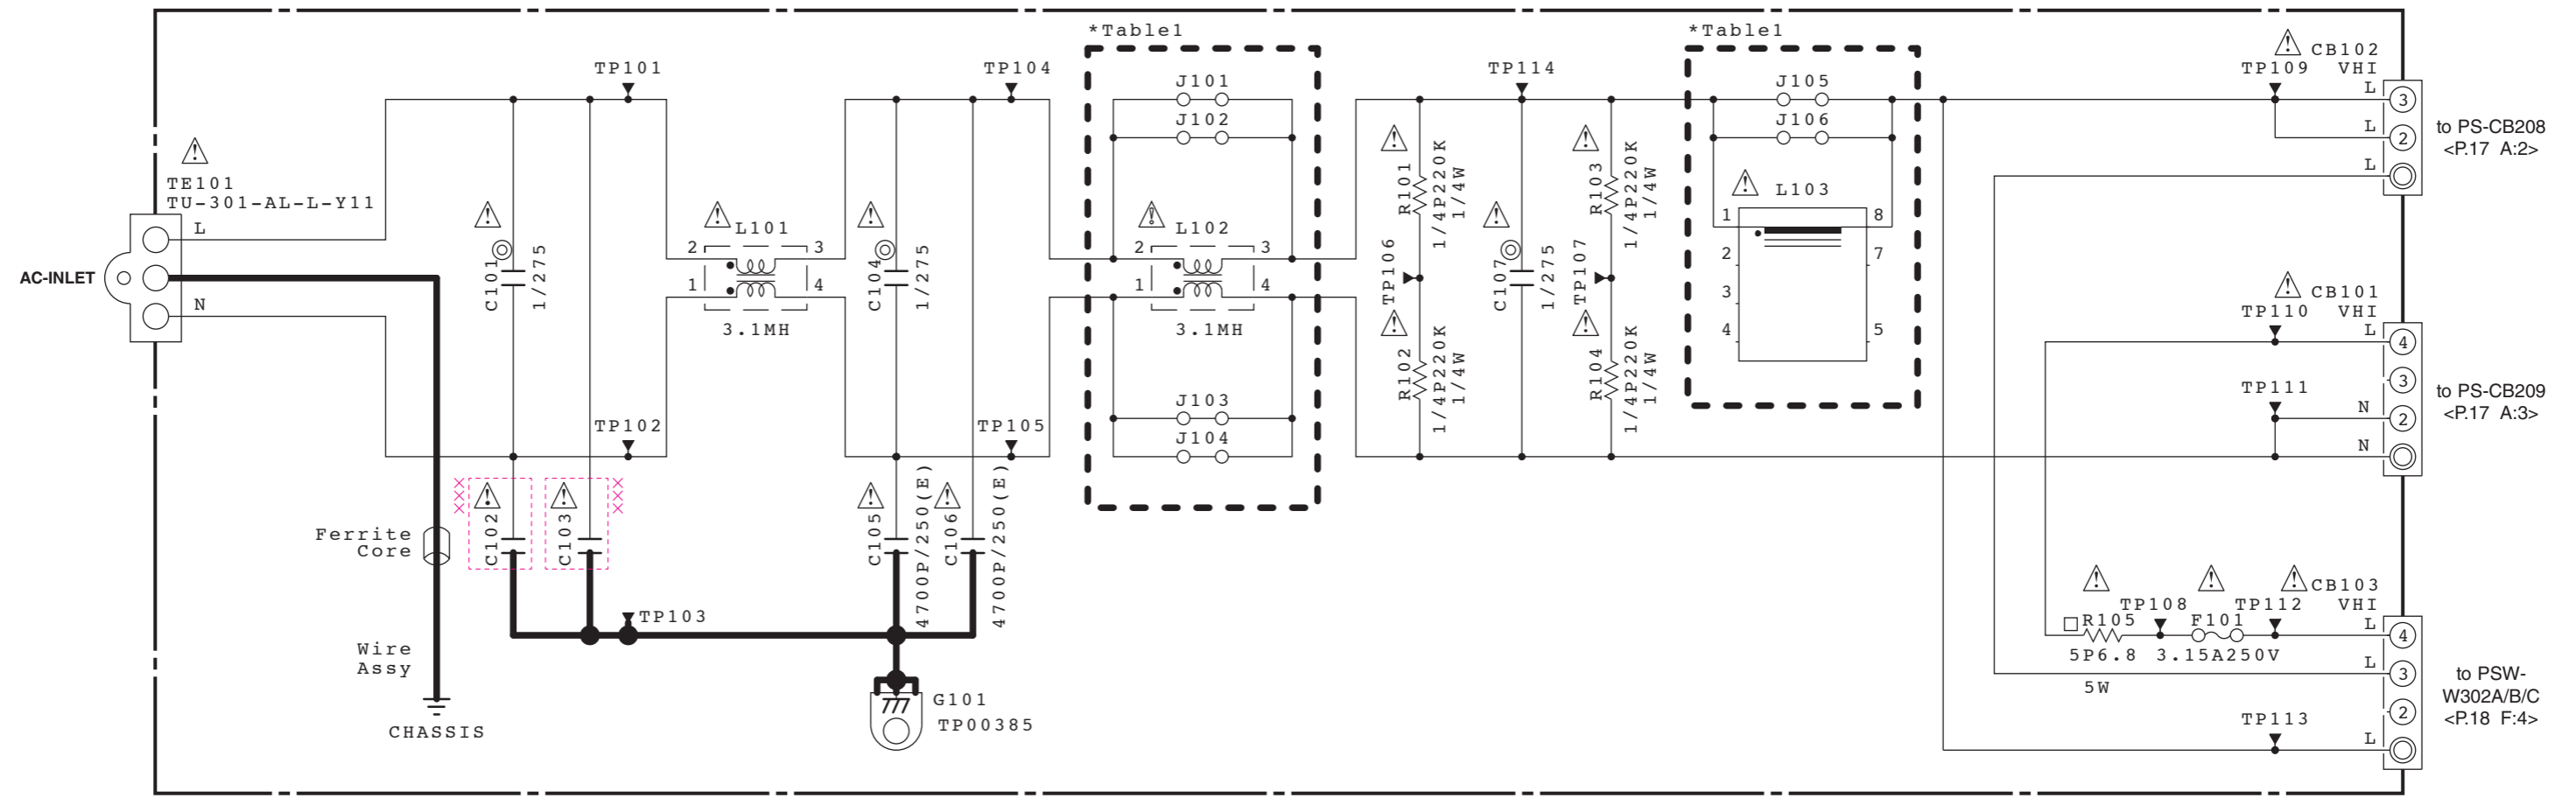 *Table1
*Table1
CB102
TP101
TP104
TP114
TP109
VHI
J101
J105
L
3
J102
J106
L
2
to PS-CB208
<P.17 A:2>
L
TE101
TU-301-AL-L-Y11
L
AC-INLET
N
C101
1/275
L101
2
3
1
4
3.1MH
C104
1/275
L102
2
3
1
4
3.1MH
R101
1/4P220K
1/4W
TP106
R102
1/4P220K
1/4W
C107
1/275
R103
1/4P220K
1/4W
TP107
R104
1/4P220K
1/4W
L103
1
8
2
7
3
4
5
CB101
TP110
VHI
L
4
3
TP111
N
2
N
to PS-CB209
<P.17 A:3>
J103
J104
TP102
TP105
C102
C103
C105
4700P/250(E)
C106
4700P/250(E)
Ferrite
Core
TP103
Wire
Assy
CHASSIS
G101
TP00385
CB103
TP108
TP112
VHI
R105
F101
L
4
5P6.8
3.15A250V
L
3
5W
2
TP113
L
to PSW-
W302A/B/C
<P.18 F:4>